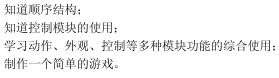 知道顺序结构;
知道控制模块的使用;
学习动作、外观、控制等多种模块功能的综合使用;
制作一个简单的游戏。